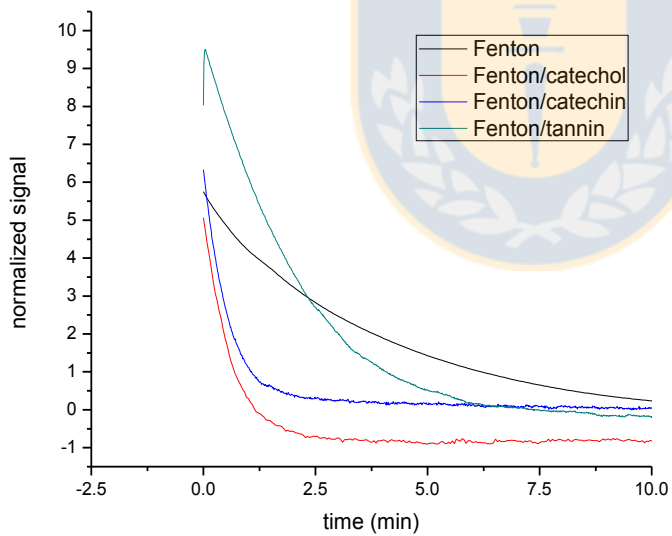 10
9
8
7
6
5
4
3
2
1
0
-1
normalized signal
Fenton
Fenton/catechol
Fenton/catechin
Fenton/tannin
-2.5 0.0 2.5 5.0 7.5 10.0
time (min)